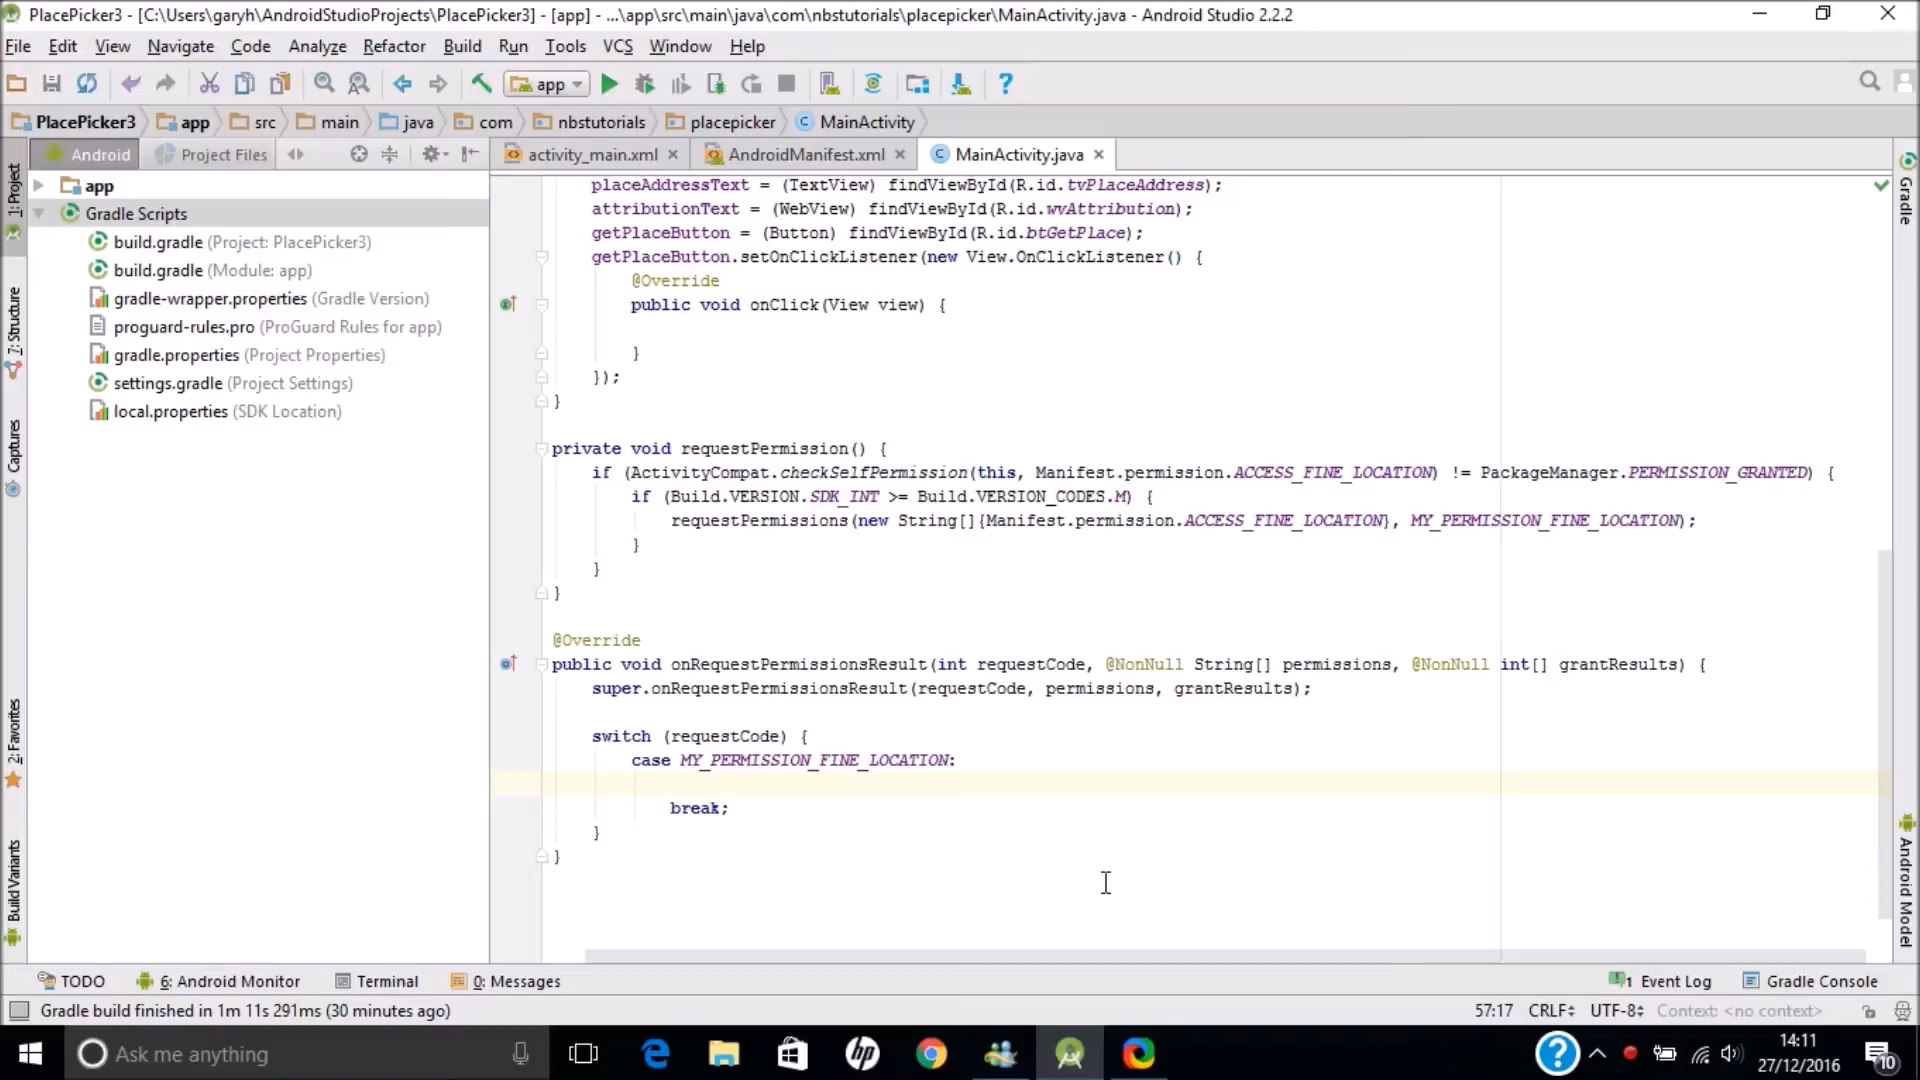 PlacePicker3 - [C:\Users\garyh\AndroidStudioProjects\PlacePicker3] - [app] - ...\app\src\main\java\com\nbstutorials\placepicker\MainActivity.java - Android Studio 2.2.2
File Edit View Navigate Code Analyze Refactor Build Run Tools VCS Window Help
app
PlacePicker3 app src main java com nbstutorials placepicker MainActivity
Android Project Files activity_main.xml AndroidManifest.xml MainActivity.java
1: Project
7: Structure
Captures
2: Favorites
Build Variants
app
Gradle Scripts
build.gradle (Project: PlacePicker3)
build.gradle (Module: app)
gradle-wrapper.properties (Gradle Version)
proguard-rules.pro (ProGuard Rules for app)
gradle.properties (Project Properties)
settings.gradle (Project Settings)
local.properties (SDK Location)
placeAddressText = (TextView) findViewById(R.id.tvPlaceAddress);
attributionText = (WebView) findViewById(R.id.wvAttribution);
getPlaceButton = (Button) findViewById(R.id.btGetPlace);
getPlaceButton.setOnClickListener(new View.OnClickListener() {
@Override
public void onClick(View view) {
}
});
}
private void requestPermission() {
if (ActivityCompat.checkSelfPermission(this, Manifest.permission.ACCESS_FINE_LOCATION) != PackageManager.PERMISSION_GRANTED) {
if (Build.VERSION.SDK_INT >= Build.VERSION_CODES.M) {
requestPermissions(new String[]{Manifest.permission.ACCESS_FINE_LOCATION}, MY_PERMISSION_FINE_LOCATION);
}
}
}
@Override
public void onRequestPermissionsResult(int requestCode, @NonNull String[] permissions, @NonNull int[] grantResults) {
super.onRequestPermissionsResult(requestCode, permissions, grantResults);
switch (requestCode) {
case MY_PERMISSION_FINE_LOCATION:
break;
}
}
Gradle
Android Model
TODO 6: Android Monitor Terminal 0: Messages 1 Event Log Gradle Console
Gradle build finished in 1m 11s 291ms (30 minutes ago) 57:17 CRLF UTF-8 Context: <no context>
Ask me anything
hp
14:11
27/12/2016
10